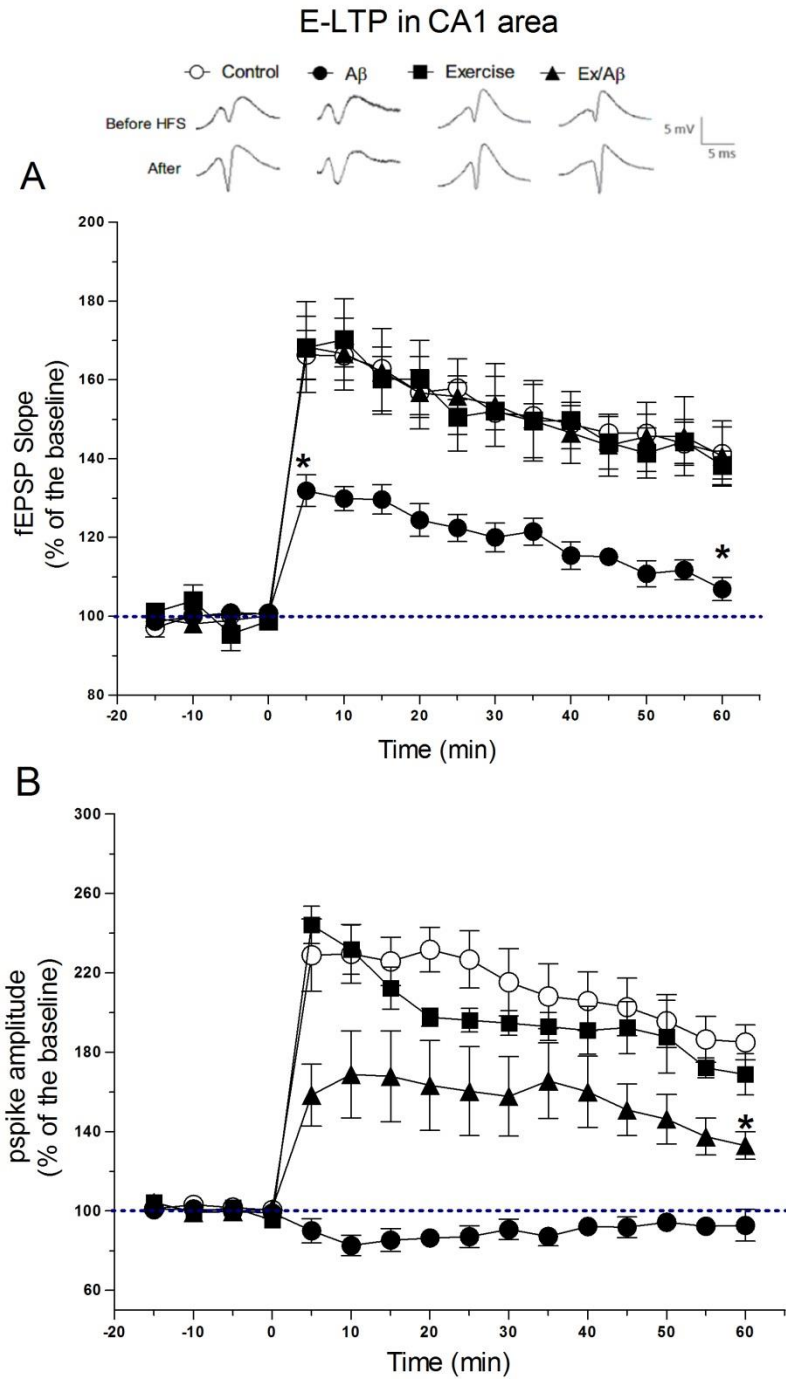 E-LTP in CA1 area
Control Aβ Exercise Ex/Aβ
Before HFS
5 mV
5 ms
After
A
200
180
160
140
120
100
80
fEPSP Slope
(% of the baseline)
*
*
-20 -10 0 10 20 30 40 50 60
Time (min)
B
300
260
220
180
140
100
60
pspike amplitude
(% of the baseline)
*
-20 -10 0 10 20 30 40 50 60
Time (min)